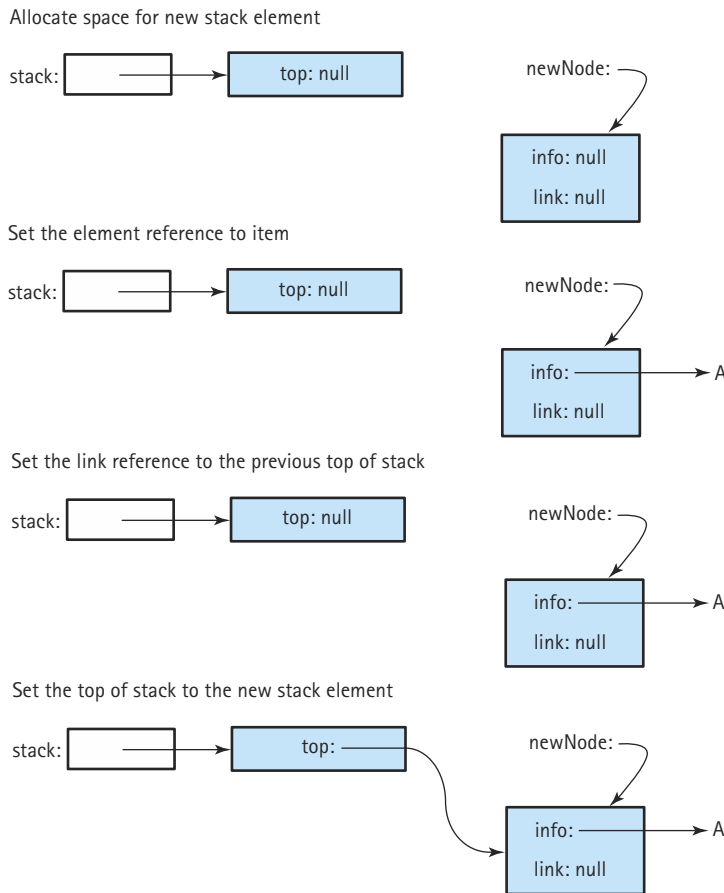 Allocate space for new stack element
stack: top: null newNode:
info: null
link: null
Set the element reference to item
stack: top: null newNode:
info: A
link: null
Set the link reference to the previous top of stack
stack: top: null newNode:
info: A
link: null
Set the top of stack to the new stack element
stack: top: newNode:
info: A
link: null